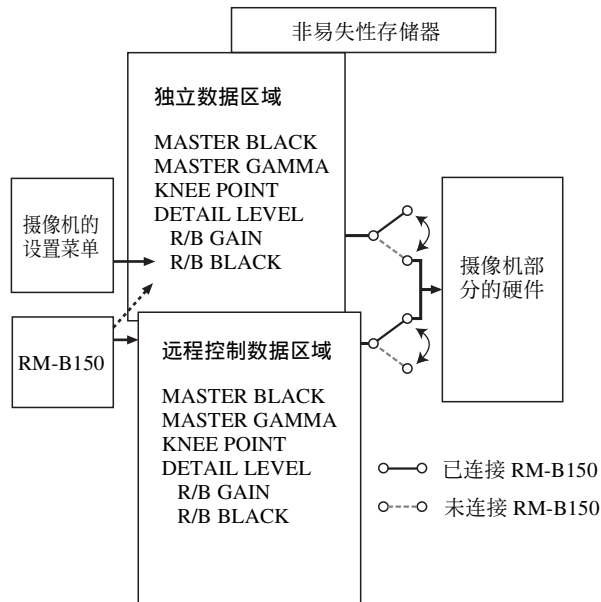 非易失性存储器
独立数据区域
MASTER BLACK
MASTER GAMMA
KNEE POINT
DETAIL LEVEL
R/B GAIN
R/B BLACK
摄像机的
设置菜单
摄像机部
分的硬件
RM-B150
远程控制数据区域
MASTER BLACK
MASTER GAMMA
KNEE POINT
DETAIL LEVEL
R/B GAIN
R/B BLACK
已连接 RM-B150
未连接 RM-B150